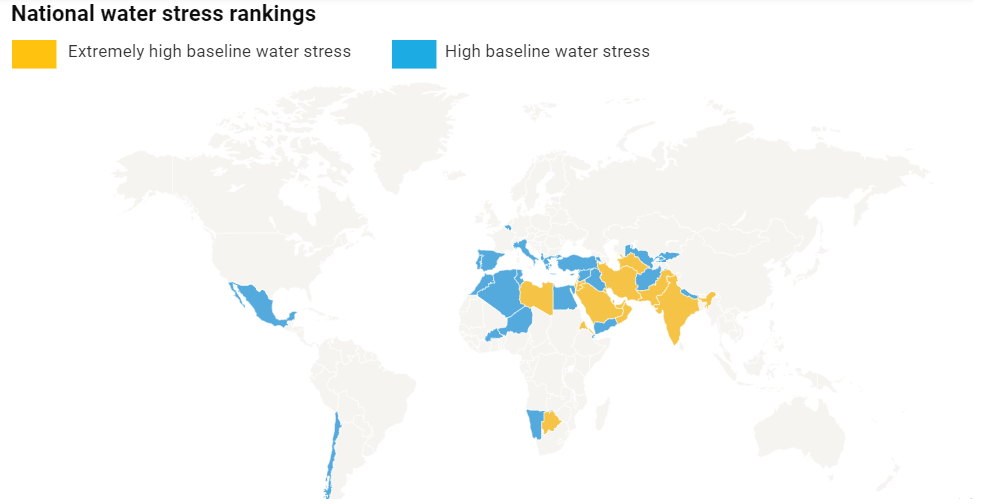 National water stress rankings
Extremely high baseline water stress
High baseline water stress